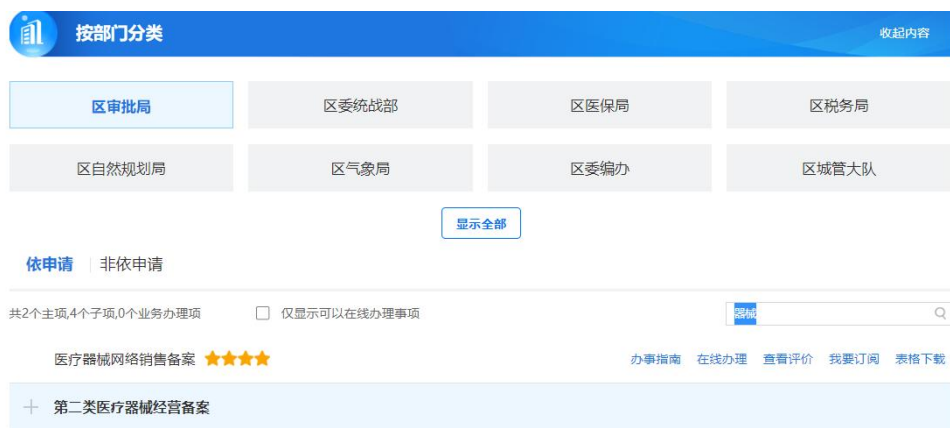 按部门分类 收起内容
区审批局 区委统战部 区医保局 区税务局
区自然规划局 区气象局 区委编办 区城管大队
显示全部
依申请 非依申请
共2个主项,4个子项,0个业务办理项 仅显示可以在线办理事项 器械
医疗器械网络销售备案 办事指南 在线办理 查看评价 我要订阅 表格下载
第二类医疗器械经营备案